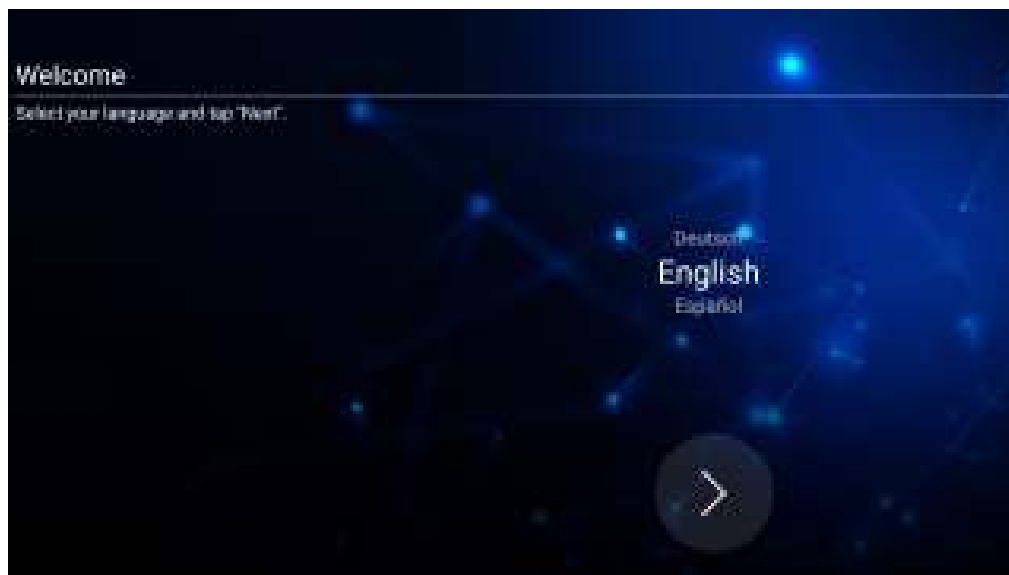 Welcome
Select your language and tap "Next".
Deutsch
English
Español